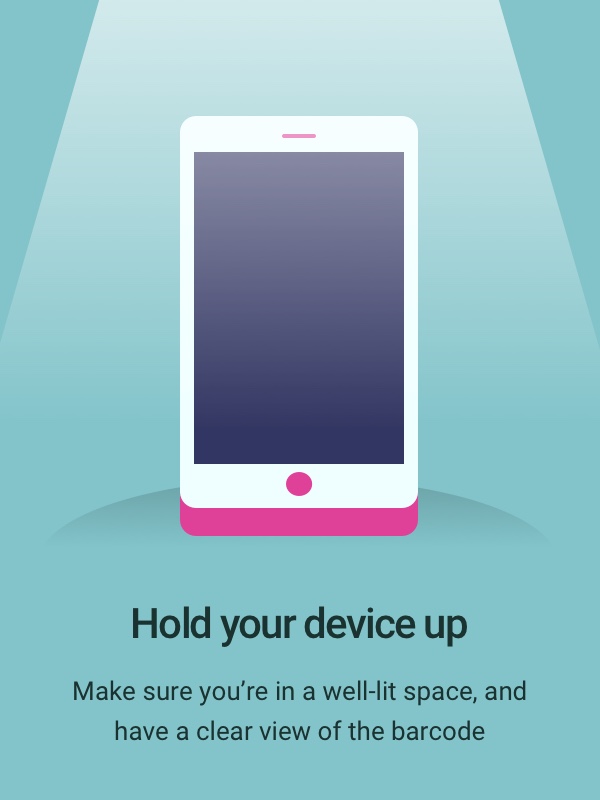 Hold your device up
Make sure you’re in a well-lit space, and
have a clear view of the barcode